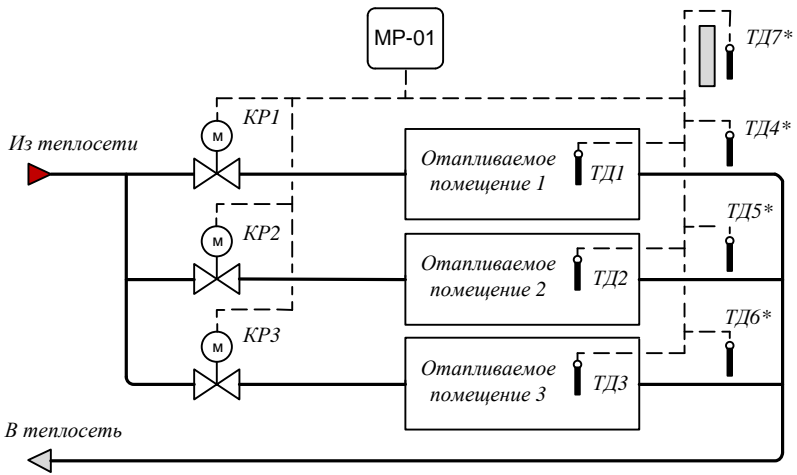 МР-01
ТД7*
КР1
М
Из теплосети
Отапливаемое
помещение 1
ТД1
ТД4*
КР2
М
Отапливаемое
помещение 2
ТД2
ТД5*
КР3
М
Отапливаемое
помещение 3
ТД3
ТД6*
В теплосеть